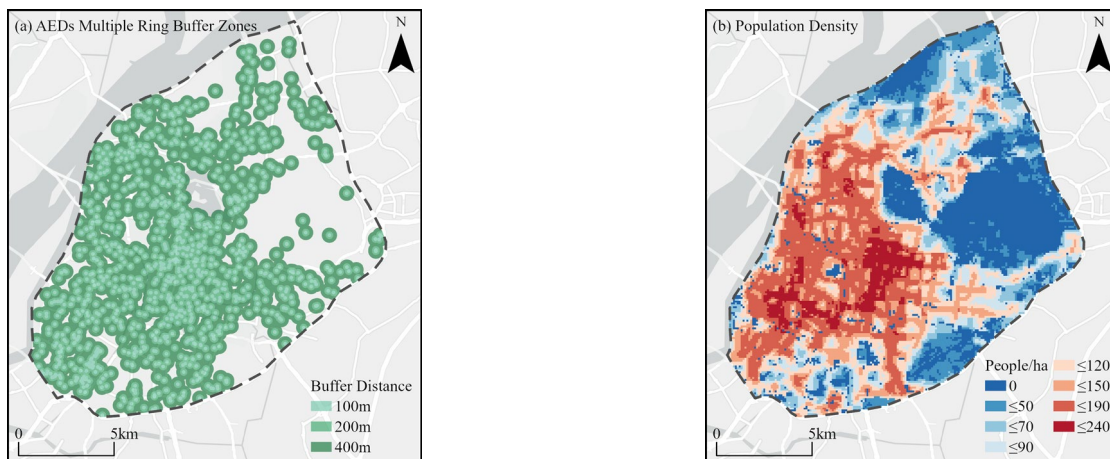 (a) AEDs Multiple Ring Buffer Zones
N
Buffer Distance
100m
200m
400m
0 5km
(b) Population Density
N
People/ha
0
≤50
≤70
≤90
≤120
≤150
≤190
≤240
0 5km